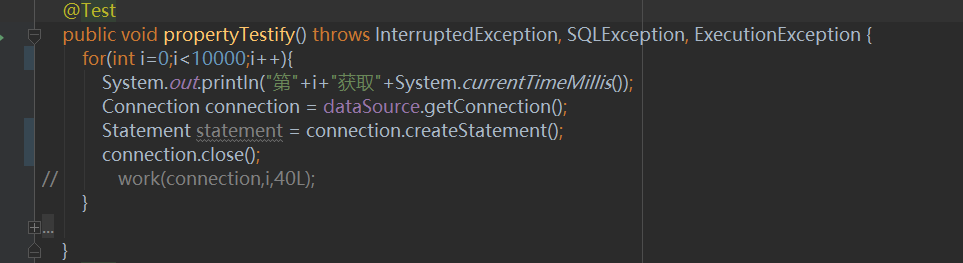 @Test
public void propertyTestify() throws InterruptedException, SQLException, ExecutionException {
for(int i=0;i<10000;i++){
System.out.println("第"+i+"获取"+System.currentTimeMillis());
Connection connection = dataSource.getConnection();
Statement statement = connection.createStatement();
connection.close();
// work(connection,i,40L);
}
...
}